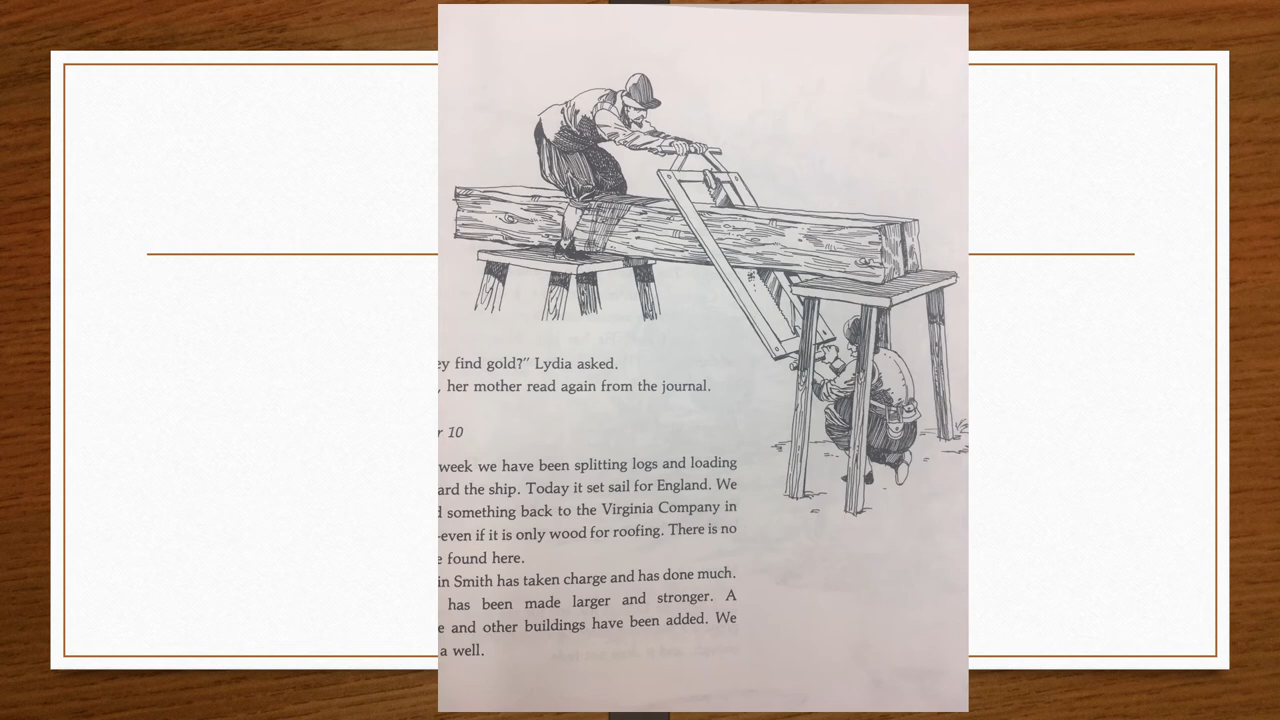 ey find gold?” Lydia asked.
, her mother read again from the journal.
r 10
week we have been splitting logs and loading
ard the ship. Today it set sail for England. We
d something back to the Virginia Company in
-even if it is only wood for roofing. There is no
e found here.
in Smith has taken charge and has done much.
has been made larger and stronger. A
e and other buildings have been added. We
a well.